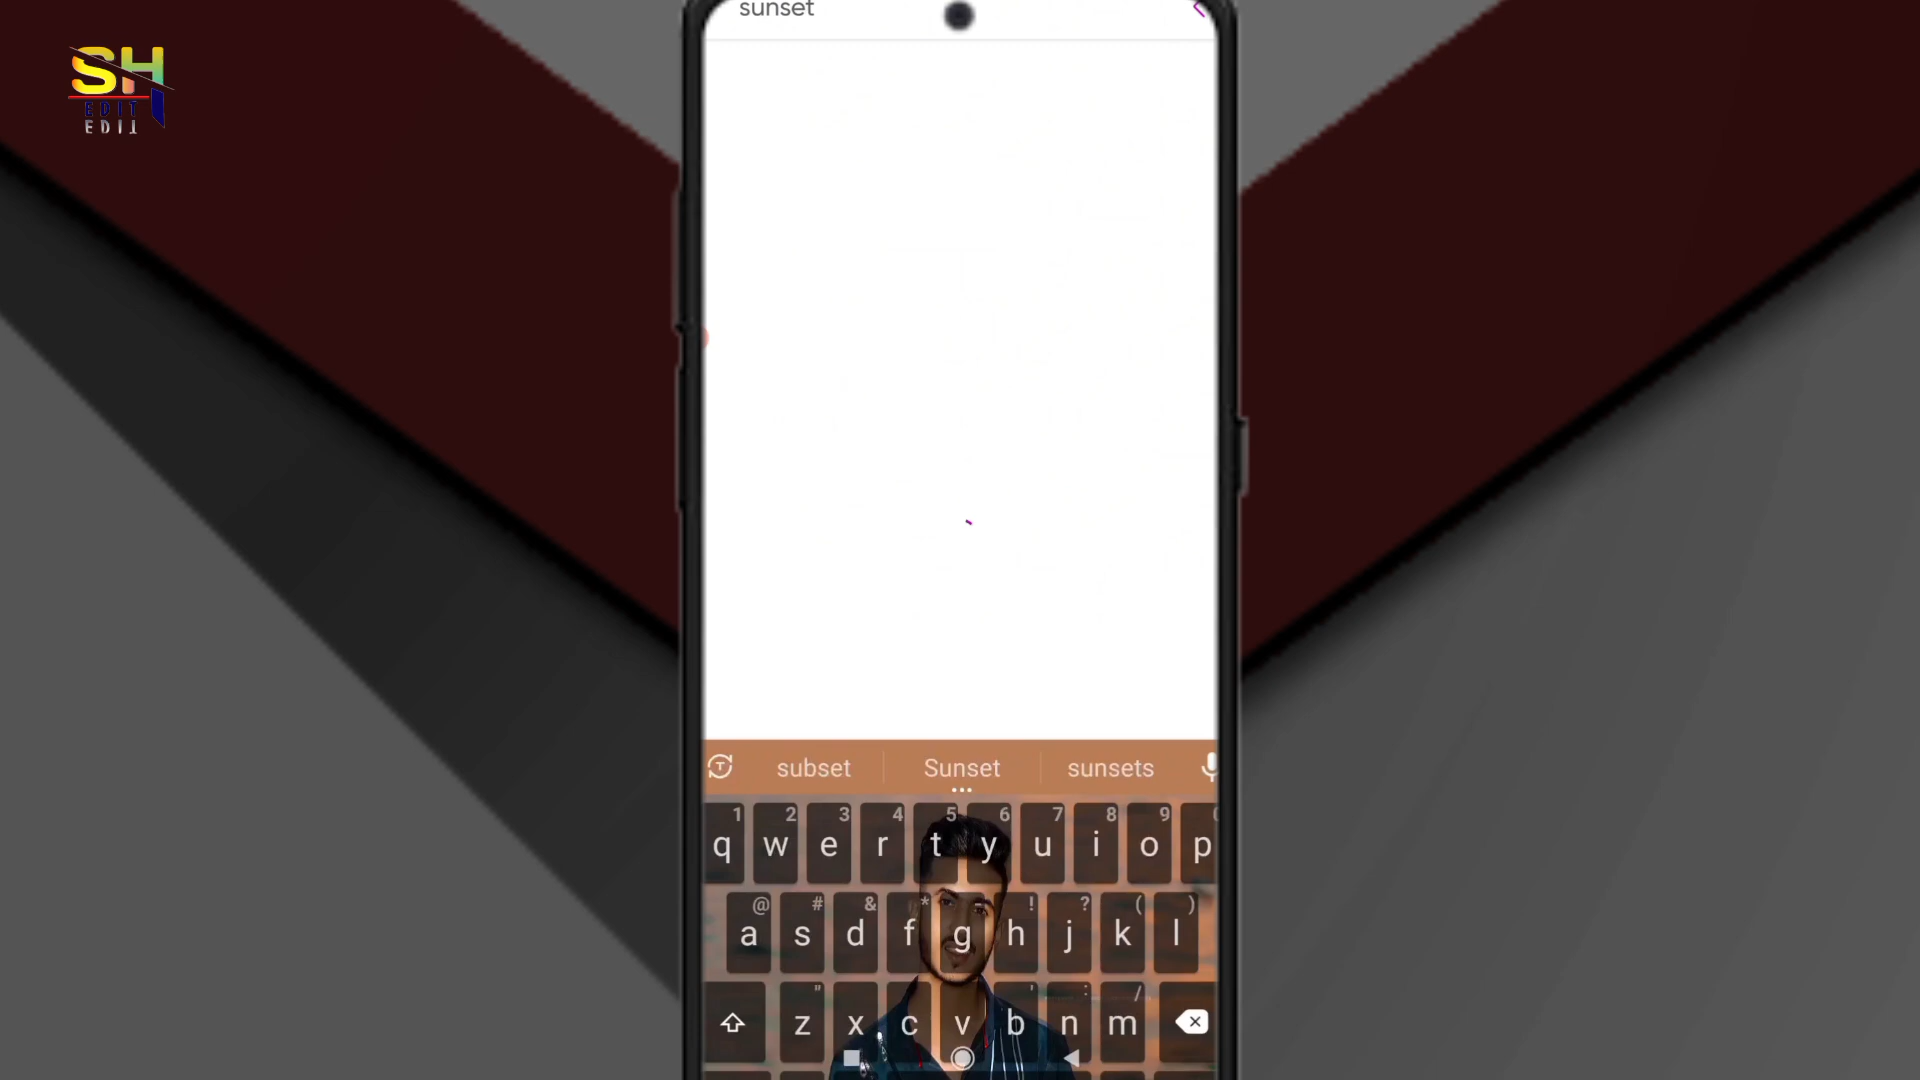 sunset
SH
EDIT
subset Sunset sunsets
1 2 3 4 5 6 7 8 9
q w e r t y u i o p
@ # & * ! ? ( )
a s d f g h j k l
" ' : /
z x c v b n m